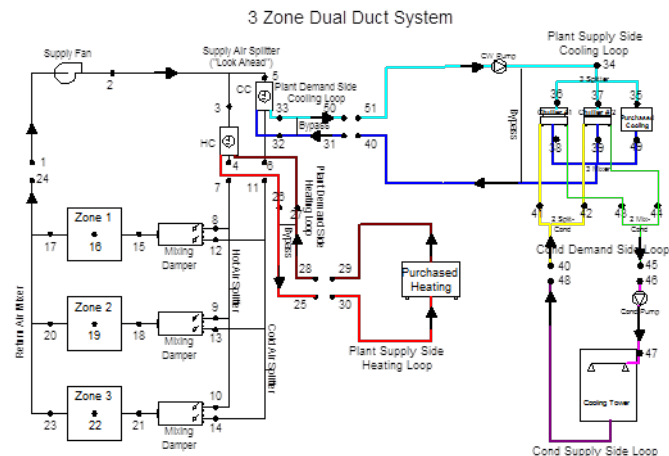 3 Zone Dual Duct System
Supply Fan
2
Supply Air Splitter
("Look Ahead")
5
CC
3
HC
4
6
7
11
Plant Demand Side
Cooling Loop
33
50
51
Bypass
32
31
40
CW Pump
Plant Supply Side
Cooling Loop
34
Bypass
36
37
35
Purchased
Cooling
38
39
49
41
42
43
44
Cond Demand Side Loop
40
48
45
46
Cond Pump
47
Cooling Tower
Cond Supply Side Loop
1
24
Return Air Mixer
Zone 1
17
16
15
8
12
Mixing
Damper
Zone 2
20
19
18
9
13
Mixing
Damper
Zone 3
23
22
21
10
14
Mixing
Damper
Hot Air Splitter
Cold Air Splitter
Plant Demand Side
Heating Loop
27
Bypass
28
29
25
30
Purchased
Heating
Plant Supply Side
Heating Loop